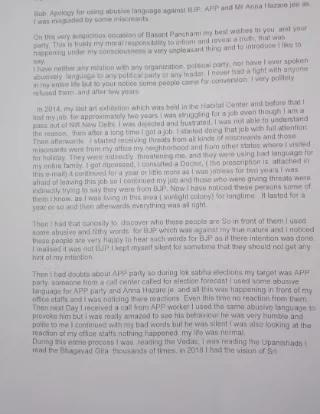 Sub: Apology for using abusive language against BJP, APP and Mr Anna Hazare jee as
I was misguided by some miscreants.
On this very auspicious occasion of Basant Panchami my best wishes to you and your
party. This is frakly my moral responsibility to inform and reveal a truth, that was
happening under my consciousness a very unpleasant thing and to introduce I like to
say.
I have neither any relation with any organization, political party, nor have I ever spoken
abusively language to any political party or any leader. I never had a fight with anyone
in my entire life but to your notice some people came for conversion. I very politely
refused them, and after few years
In 2014, my last art exhibition which was held in the Habitat Center and before that I
lost my job for approximately two years I was struggling for a job even though I am a
pass out of Nift New Delhi, I was dejected and frustrated, I was not able to understand
the reason, then after a long time I got a job. I started doing that job with full attention.
Then afterwards, I started receiving threats from all kinds of miscreants and those
miscreants were from my office my neighborhood and from other states where I visited
for holiday. They were indirectly threatening me, and they were using bad language for
my entire family. I got depressed, I consulted a Doctor, ( the prescription is attached in
this e-mail) I continued for a year or little more as I was jobless for two years I was
afraid of leaving this job so I continued my job and those who were giving threats were
indirectly trying to say they were from BJP. Now I have noticed these persons some of
them I know, as I was living in this area ( sunlight colony) for longtime. It lasted for a
year or so and then afterwards everything was all right.
Then I had that curiosity to discover who these people are So in front of them I used
some abusive and filthy words for BJP which was against my true nature and I noticed
these people are very happy to hear such words for BJP as if there intention was done.
I realised it was not BJP I kept myself silent for sometime that they should not get any
hint of my intention.
Then I had doubts about APP party so during lok sabha elections my target was APP
party, someone from a call center called for election forecast I used some abusive
language for APP party and Anna Hazare je and all this was happening in front of my
office staffs and I was noticing there reactions. Even this time no reaction from them.
Then next Day I received a call from APP worker I used the same abusive language to
provoke him but I was really amazed to see his behaviour he was very humble and
polite to me I continued with my bad words but he was silent I was also looking at the
reaction of my office staffs nothing happened, my life was normal.
During this entire process I was reading the Vedas, I was reading the Upanishads I
read the Bhagavad Gita thousands of times, in 2018 I had the vision of Sri